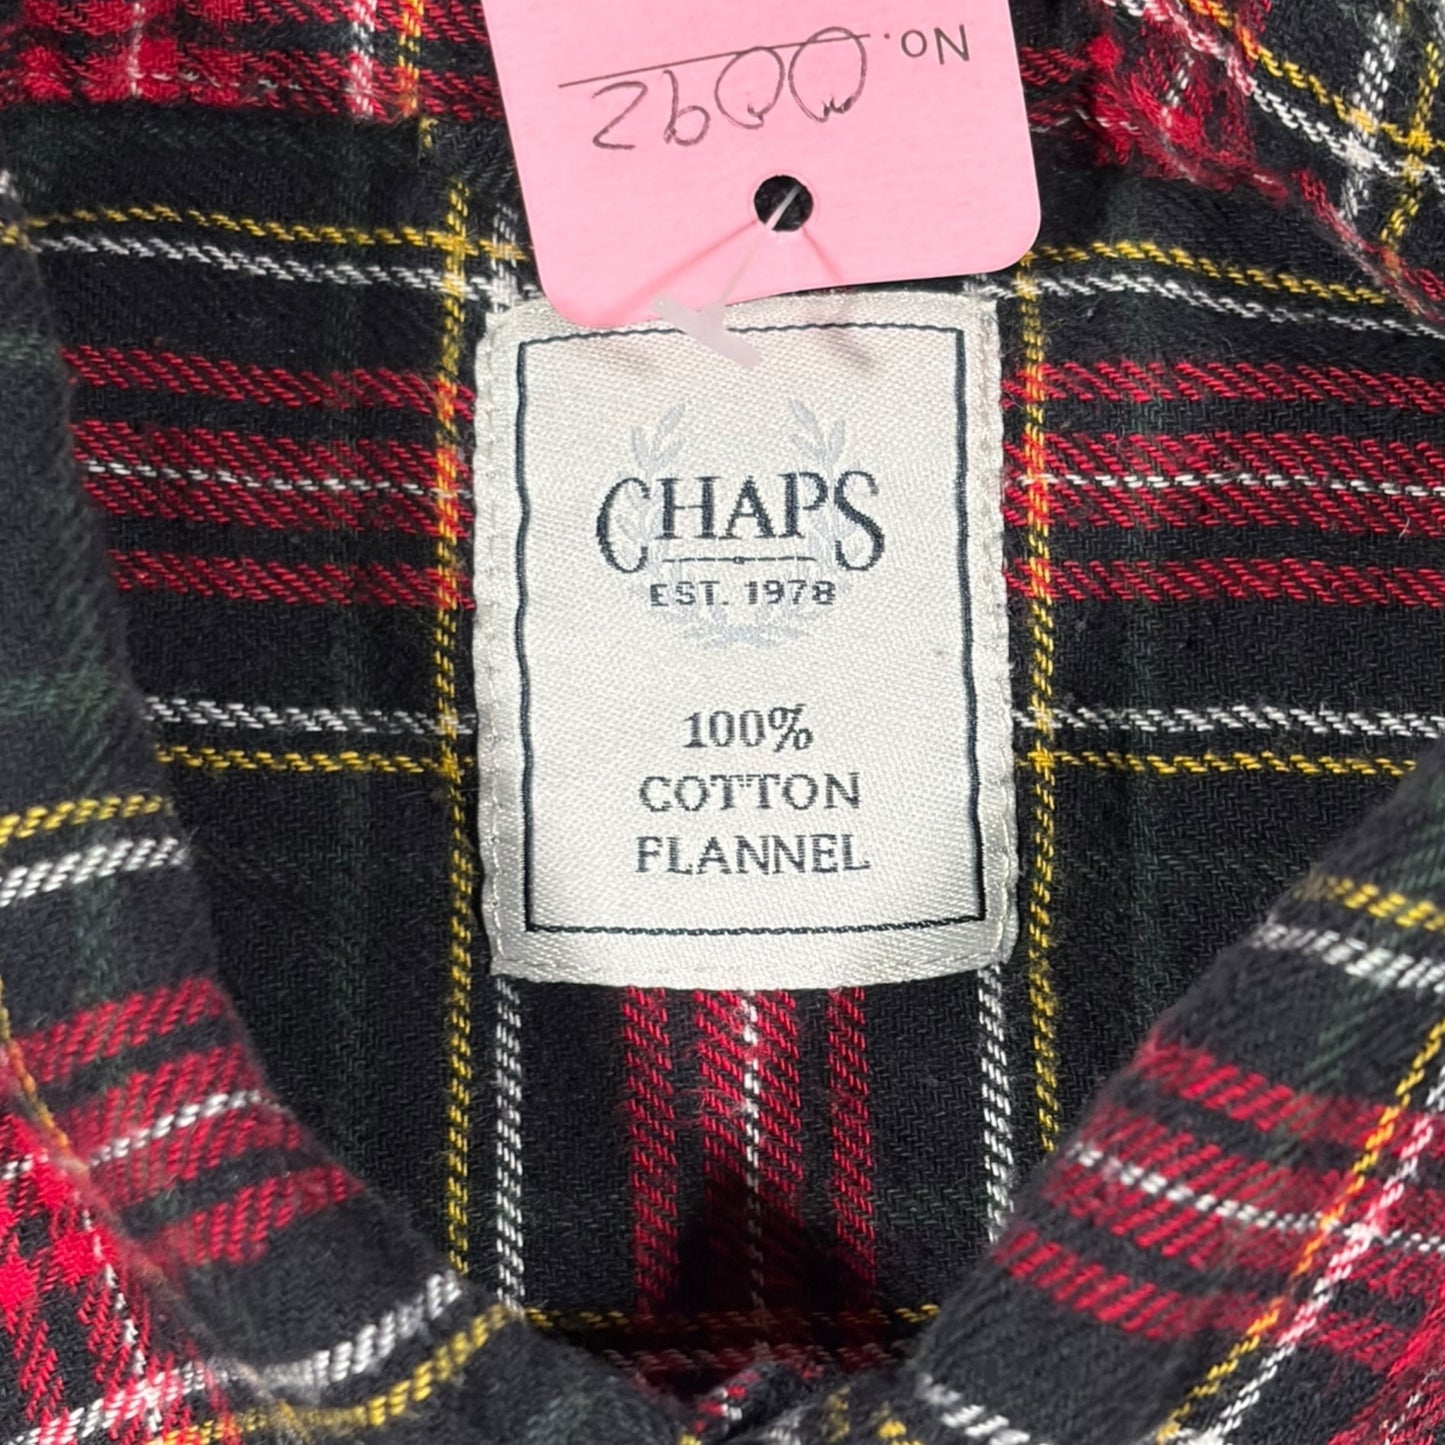 No. 0092
CHAPS
EST. 1978
100%
COTTON
FLANNEL